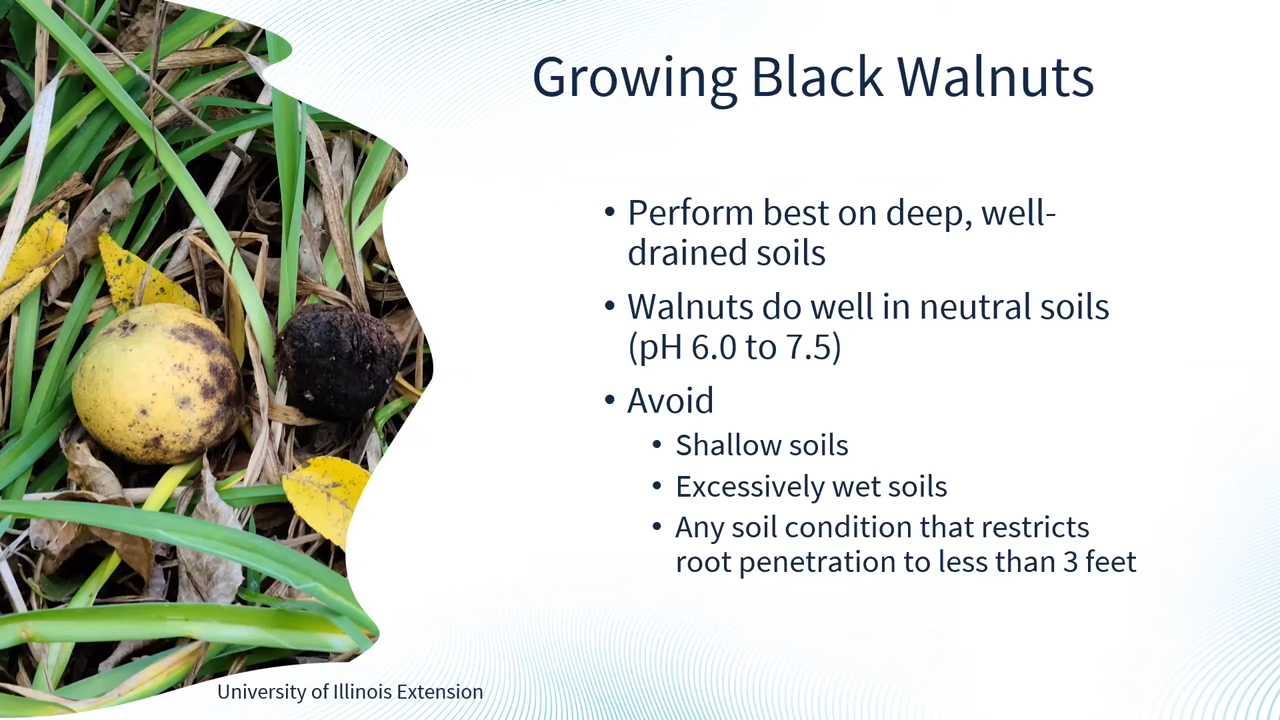 Growing Black Walnuts
• Perform best on deep, well-
drained soils
• Walnuts do well in neutral soils
(pH 6.0 to 7.5)
• Avoid
• Shallow soils
• Excessively wet soils
• Any soil condition that restricts
root penetration to less than 3 feet
University of Illinois Extension